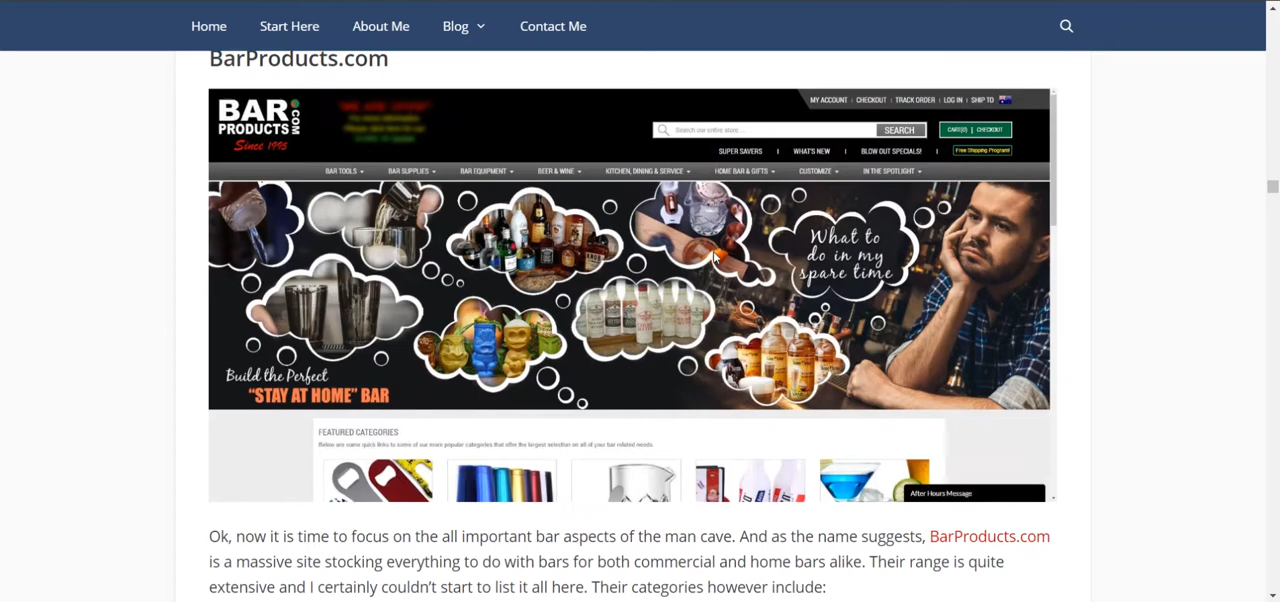 Home Start Here About Me Blog Contact Me
BarProducts.com
MY ACCOUNT CHECKOUT TRACK ORDER LOG IN SHIP TO
BAR PRODUCTS .COM
Since 1995
Search our entire store ...
SEARCH
CART(0) | CHECKOUT
SUPER SAVERS WHAT'S NEW BLOW OUT SPECIALS! Free Shipping Program!
BAR TOOLS BAR SUPPLIES BAR EQUIPMENT BEER & WINE KITCHEN, DINING & SERVICE HOME BAR & GIFTS CUSTOMIZE IN THE SPOTLIGHT
What to
do in my
spare time
Build the Perfect
"STAY AT HOME" BAR
FEATURED CATEGORIES
Below are some quick links to some of our more popular categories that offer the largest selection on all of your bar related needs.
After Hours Message
Ok, now it is time to focus on the all important bar aspects of the man cave. And as the name suggests, BarProducts.com
is a massive site stocking everything to do with bars for both commercial and home bars alike. Their range is quite
extensive and I certainly couldn't start to list it all here. Their categories however include: